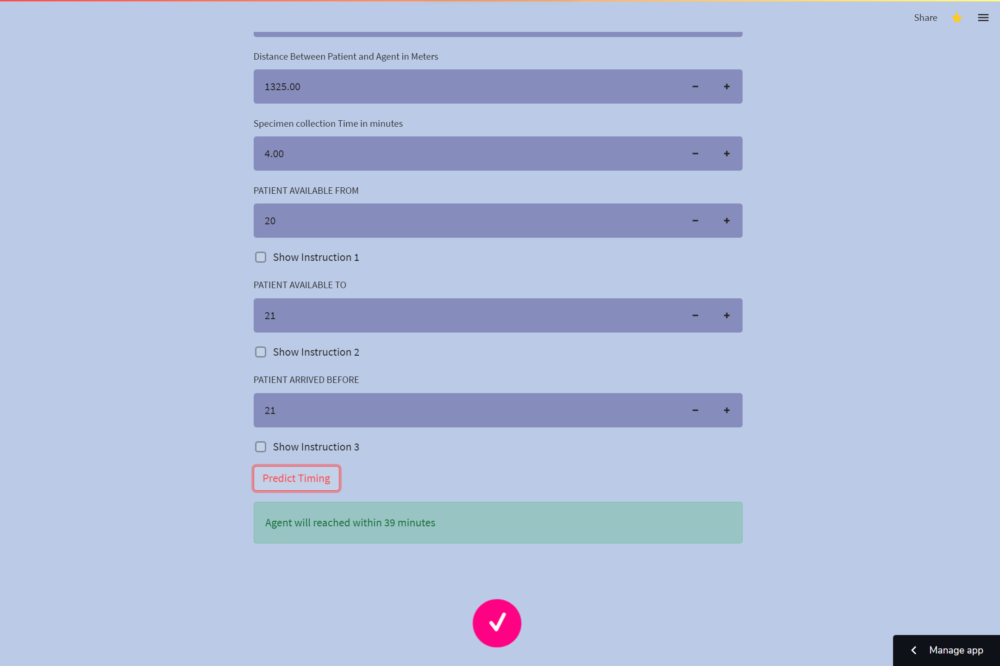 Share
Distance Between Patient and Agent in Meters
1325.00
Specimen collection Time in minutes
4.00
PATIENT AVAILABLE FROM
20
Show Instruction 1
PATIENT AVAILABLE TO
21
Show Instruction 2
PATIENT ARRIVED BEFORE
21
Show Instruction 3
Predict Timing
Agent will reached within 39 minutes
Manage app